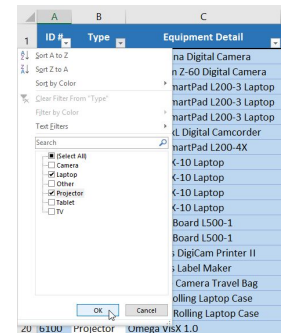 A B C
1 ID # Type Equipment Detail
Sort A to Z
na Digital Camera
Sort Z to A
n Z-60 Digital Camera
Sort by Color
martPad L200-3 Laptop
Clear Filter From "Type"
martPad L200-3 Laptop
Filter by Color
martPad L200-3 Laptop
Text Filters
xL Digital Camcorder
Search
martPad L200-4X
(Select All)
X-10 Laptop
Camera
X-10 Laptop
Laptop
X-10 Laptop
Other
X-10 Laptop
Projector
Board L500-1
Tablet
Board L500-1
TV
DigiCam Printer II
Label Maker
Camera Travel Bag
olling Laptop Case
OK Cancel
Rolling Laptop Case
20 6100 Projector Omega VisX 1.0